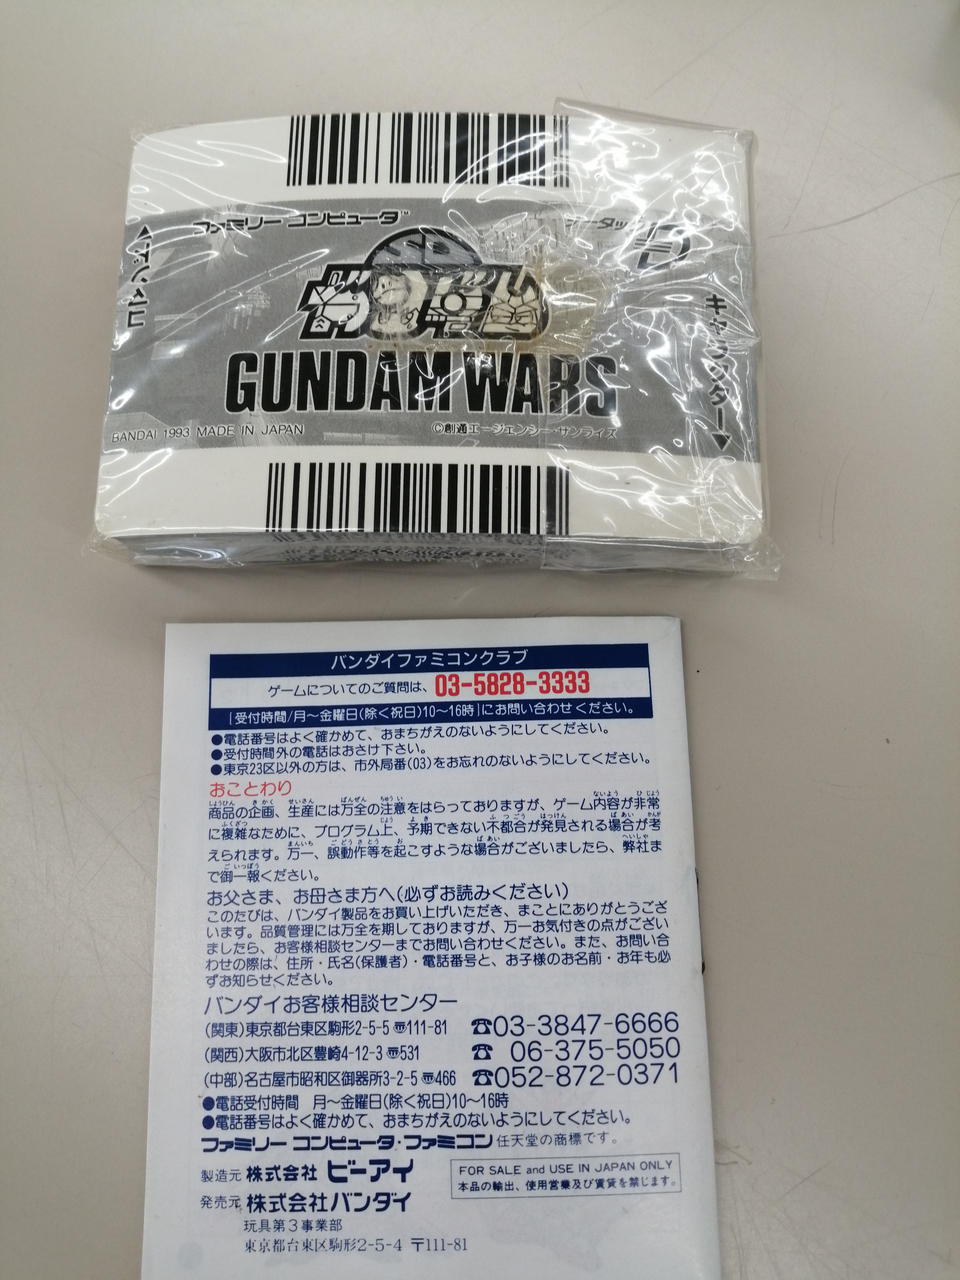 ファミリー コンピュータ
ータック
SD
ガンダム
GUNDAM WARS
キャラクター▶
BANDAI 1993 MADE IN JAPAN
©創通エージェンシー・サンライズ
バンダイファミコンクラブ
ゲームについてのご質問は、03-5828-3333
[受付時間/月〜金曜日(除く祝日)10〜16時]にお問い合わせください。
●電話番号はよく確かめて、おまちがえのないようにしてください。
●受付時間外の電話はおさけ下さい。
●東京23区以外の方は、市外局番(03)をお忘れのないようにしてください。
おことわり
商品の企画、生産には万全の注意をはらっておりますが、ゲーム内容が非常
に複雑なために、プログラム上、予期できない不都合が発見される場合が考
えられます。万一、誤動作等を起こすような場合がございましたら、弊社ま
で御一報ください。
お父さま、お母さま方へ(必ずお読みください)
このたびは、バンダイ製品をお買い上げいただき、まことにありがとうござ
います。品質管理には万全を期しておりますが、万一お気付きの点がござい
ましたら、お客様相談センターまでお問い合わせください。また、お問い合
わせの際は、住所・氏名(保護者)・電話番号と、お子様のお名前・お年も必
ずお知らせください。
バンダイお客様相談センター
(関東)東京都台東区駒形2-5-5 〠111-81 ☎03-3847-6666
(関西)大阪市北区豊崎4-12-3 〠531 ☎06-375-5050
(中部)名古屋市昭和区御器所3-2-5 〠466 ☎052-872-0371
●電話受付時間 月〜金曜日(除く祝日)10〜16時
●電話番号はよく確かめて、おまちがえのないようにしてください。
ファミリー コンピュータ・ファミコン 任天堂の商標です。
製造元 株式会社 ビーアイ
発売元 株式会社バンダイ
玩具第3事業部
東京都台東区駒形2-5-4 〒111-81
FOR SALE and USE IN JAPAN ONLY
本品の輸出、使用営業及び賃貸を禁じます。